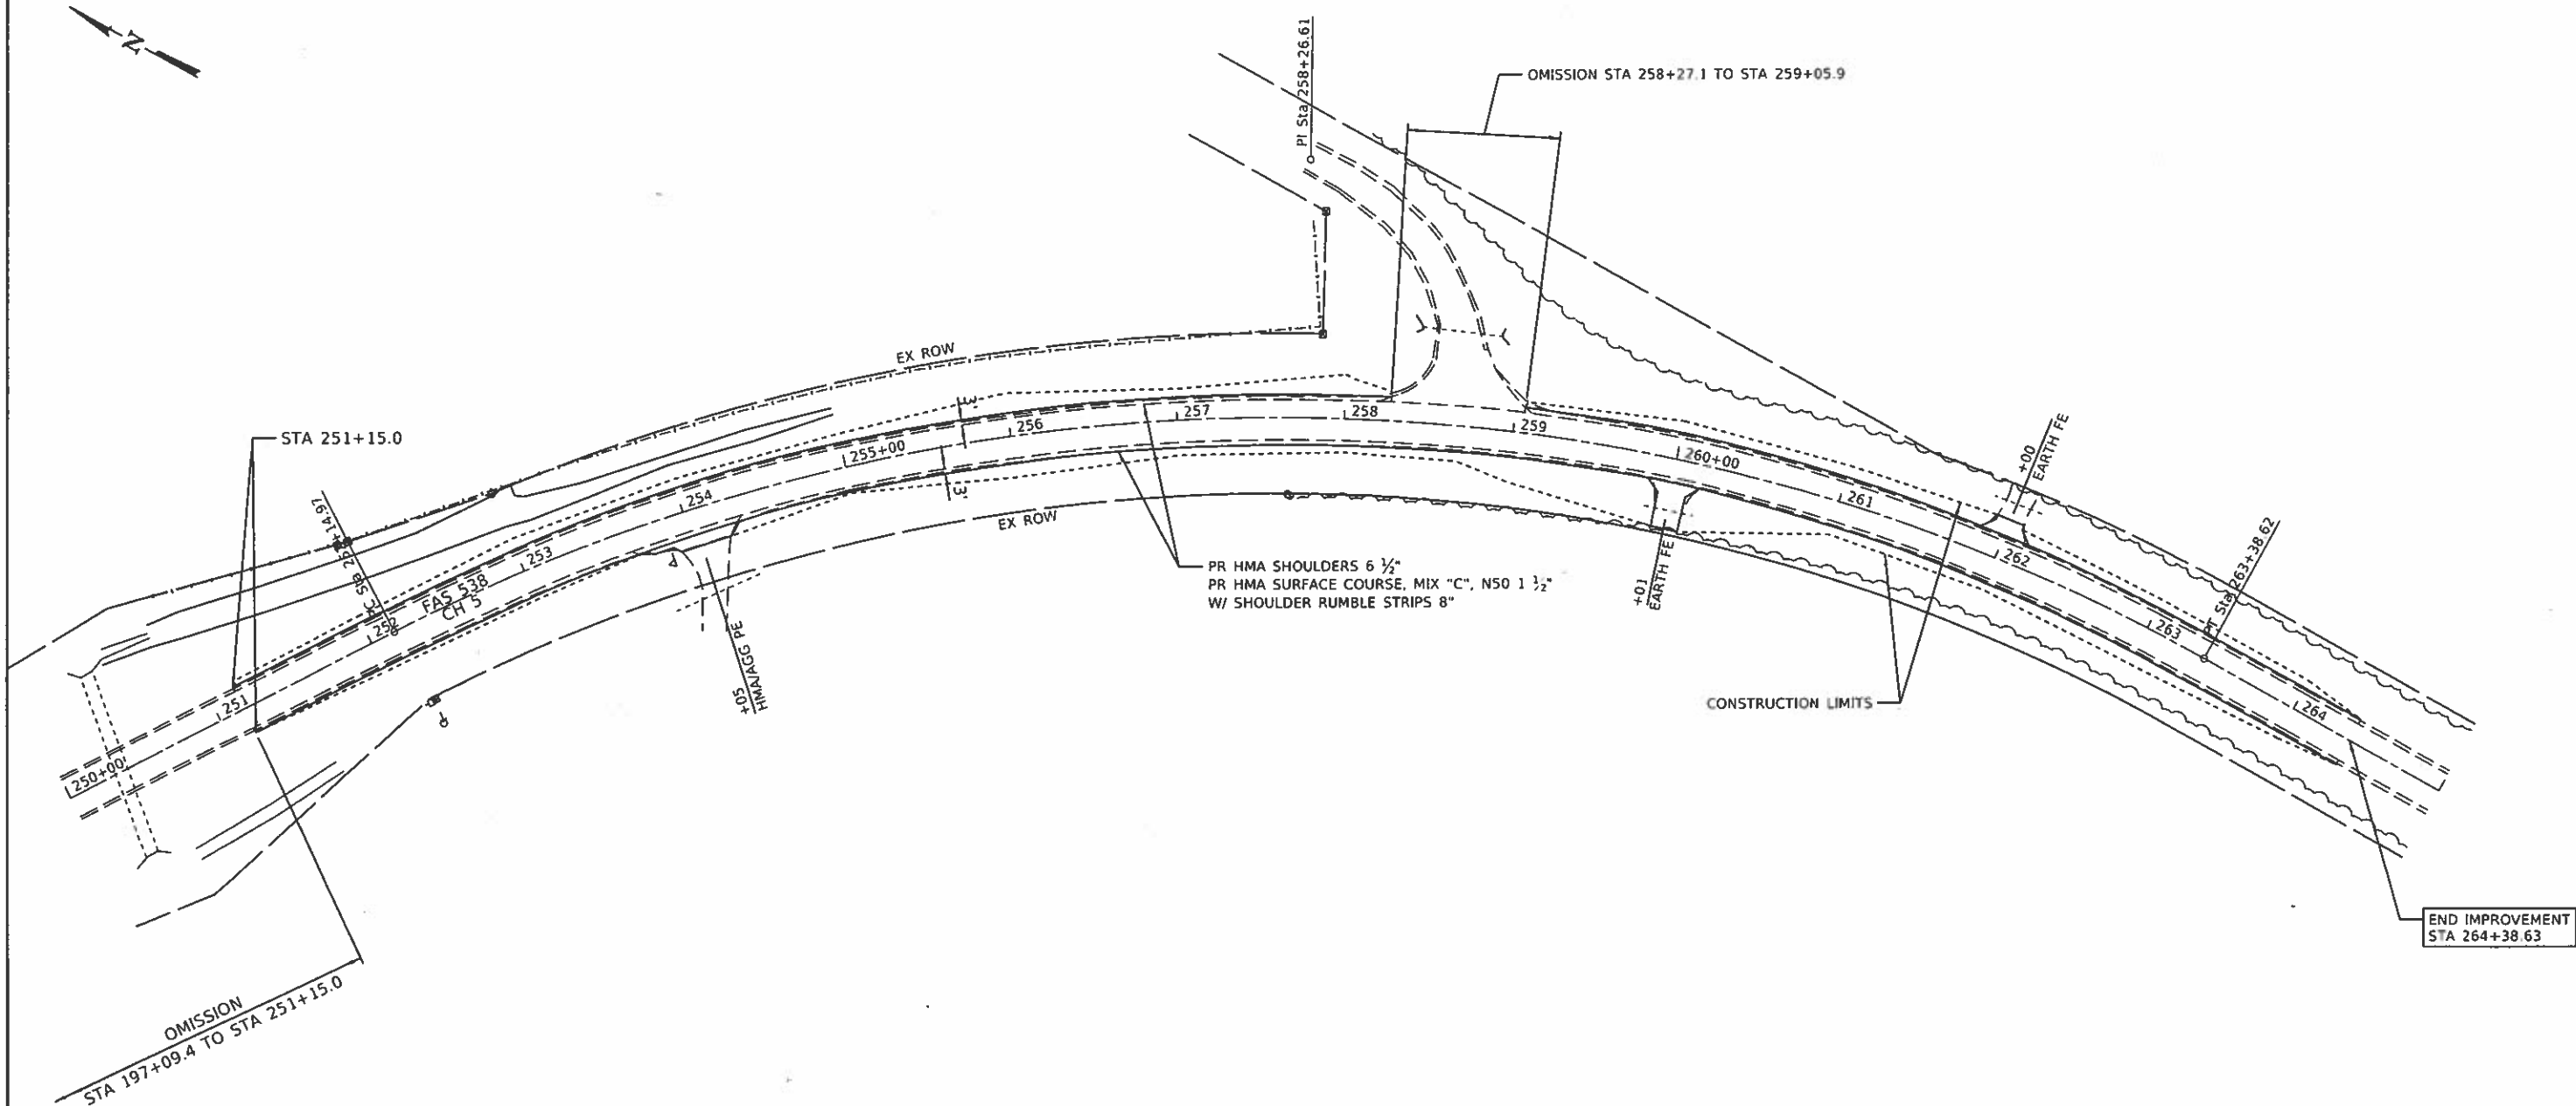 N
PI Sta 258+26.61
OMISSION STA 258+27.1 TO STA 259+05.9
STA 251+15.0
EX ROW
3'
3'
250+00
251
252
253
254
255+00
256
257
258
259
260+00
261
262
263
264
FAS 538
CH 5
EX ROW
+00
EARTH FE
+01
EARTH FE
+05
HMA/AGG PE
PT Sta 263+38.62
PR HMA SHOULDERS 6 ½"
PR HMA SURFACE COURSE, MIX "C", N50 1 ½"
W/ SHOULDER RUMBLE STRIPS 8"
CONSTRUCTION LIMITS
END IMPROVEMENT
STA 264+38.63
OMISSION
STA 197+09.4 TO STA 251+15.0